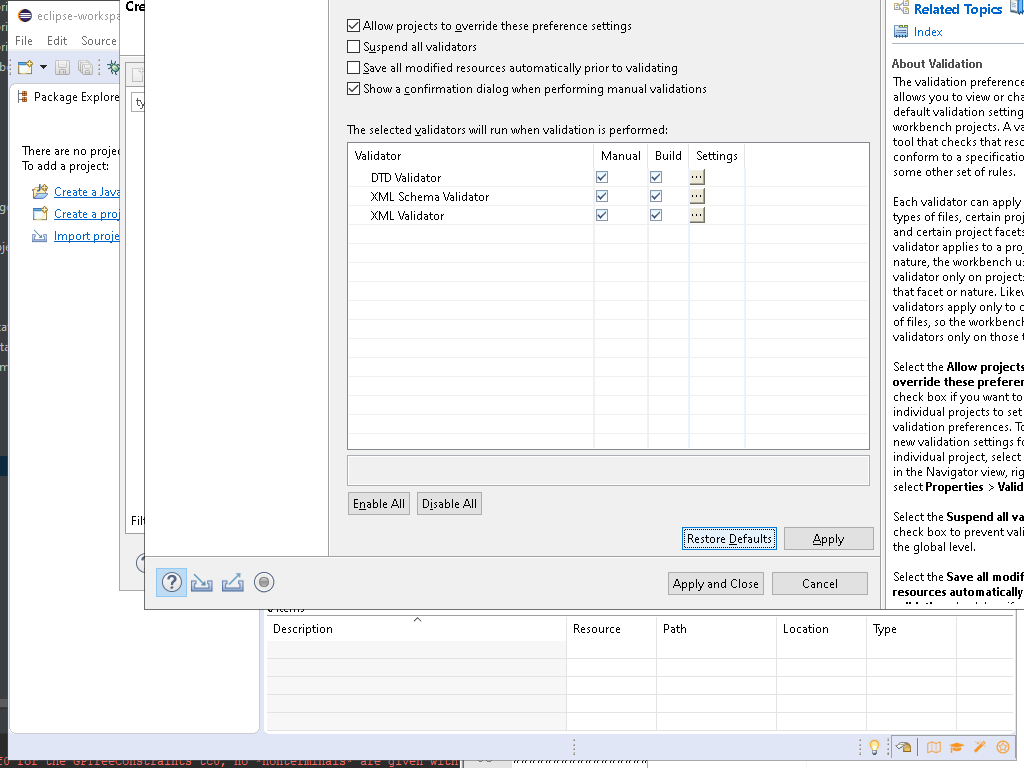 Cre
eclipse-workspa
File Edit Source
Package Explore
There are no projec
To add a project:
Create a Java
Create a proj
Import proje
ty
Filt
Allow projects to override these preference settings
Suspend all validators
Save all modified resources automatically prior to validating
Show a confirmation dialog when performing manual validations
The selected validators will run when validation is performed:
Validator Manual Build Settings
DTD Validator ...
XML Schema Validator ...
XML Validator ...
Enable All Disable All
Restore Defaults Apply
Apply and Close Cancel
Related Topics
Index
About Validation
The validation preference
allows you to view or cha
default validation setting
workbench projects. A va
tool that checks that reso
conform to a specificatio
some other set of rules.
Each validator can apply
types of files, certain proj
and certain project facets
validator applies to a proj
nature, the workbench us
validator only on projects
that facet or nature. Likew
validators apply only to c
of files, so the workbench
validators only on those t
Select the Allow projects
override these preferen
check box if you want to
individual projects to set
validation preferences. To
new validation settings fo
individual project, select
in the Navigator view, rig
select Properties > Valid
Select the Suspend all va
check box to prevent vali
the global level.
Select the Save all modif
resources automatically
items
Description Resource Path Location Type
for the GPTreeConstraints tc0, no 'nonterminals' are given with